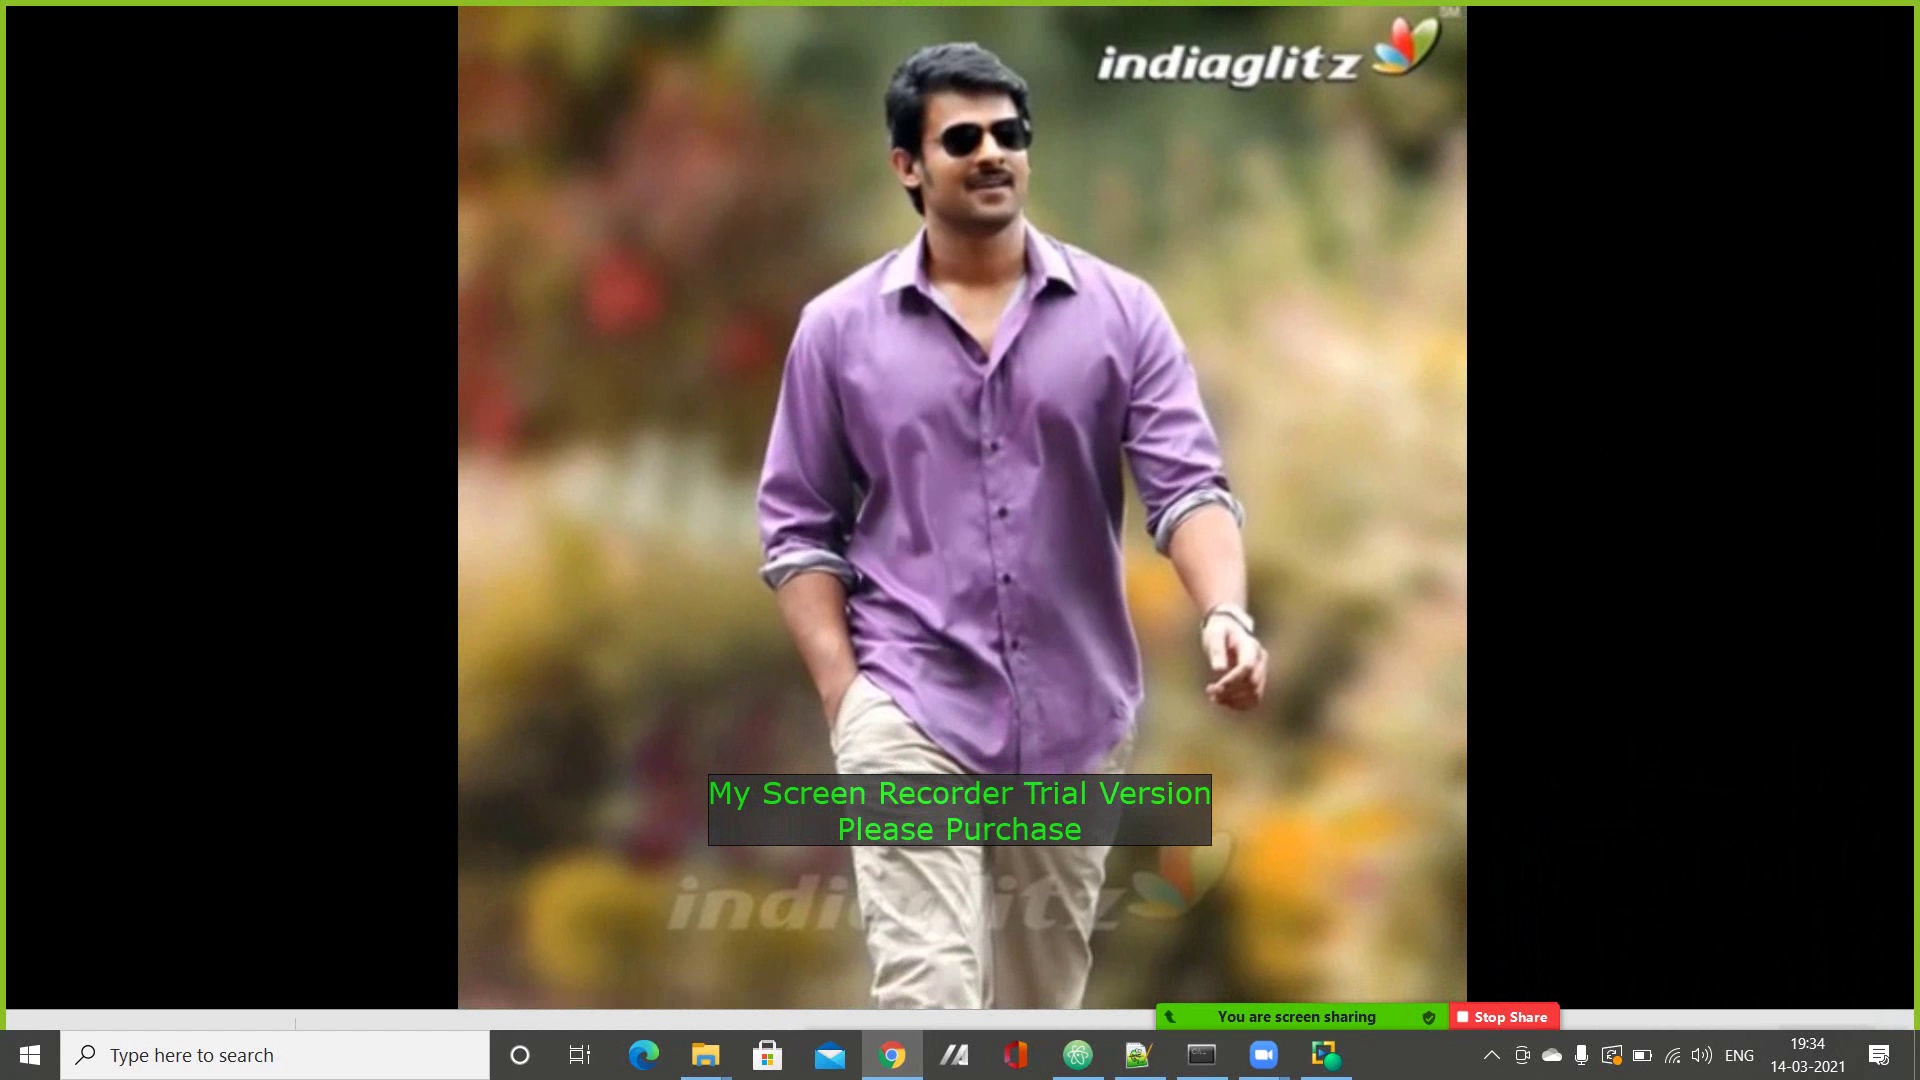 SM
indiaglitz
My Screen Recorder Trial Version
Please Purchase
indiaglitz
You are screen sharing
Stop Share
Type here to search
ENG
19:34
14-03-2021